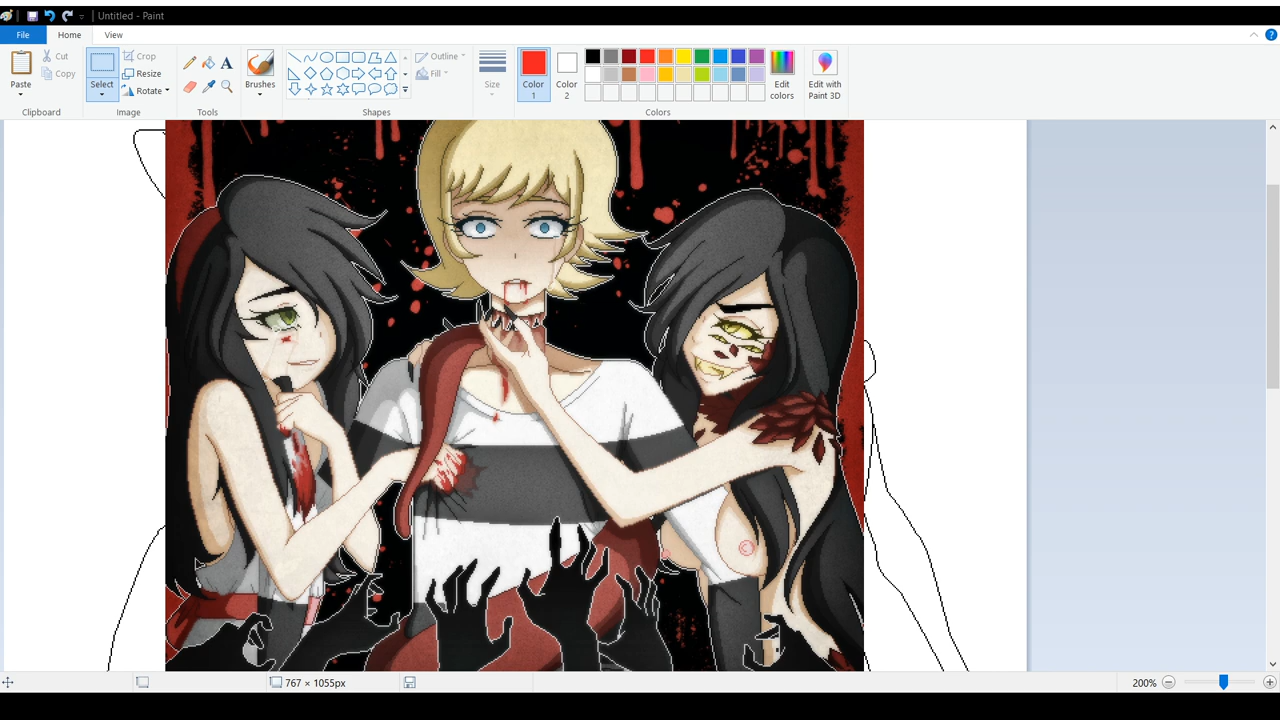 Untitled - Paint
File
Home
View
Paste
Cut
Copy
Clipboard
Select
Crop
Resize
Rotate
Image
Tools
Brushes
Shapes
Outline
Fill
Size
Color 1
Color 2
Edit colors
Edit with Paint 3D
Colors
767 × 1055px
200%